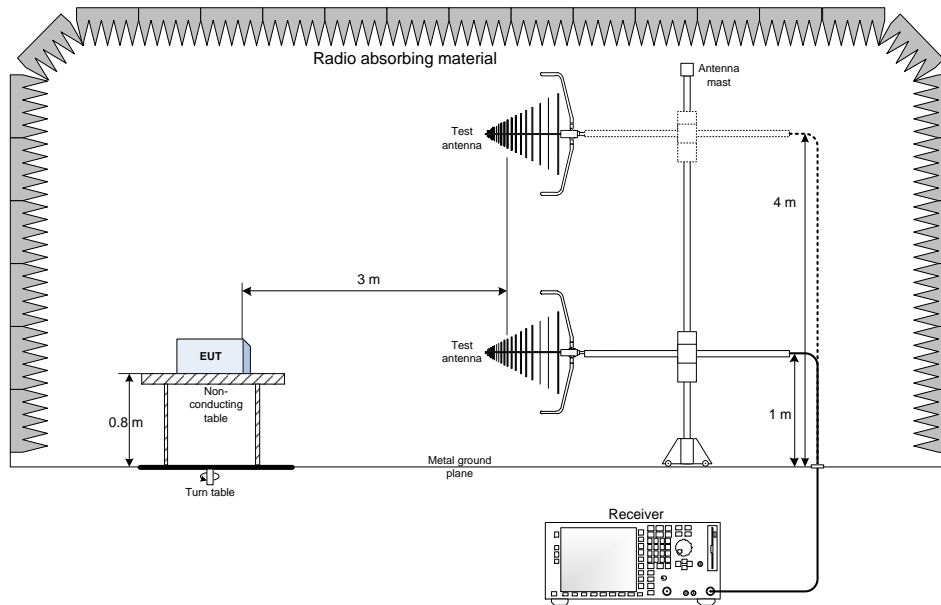 Radio absorbing material
Antenna
mast
Test
antenna
4 m
3 m
Test
antenna
EUT
Non-
conducting
table
0.8 m
1 m
Metal ground
plane
Turn table
Receiver